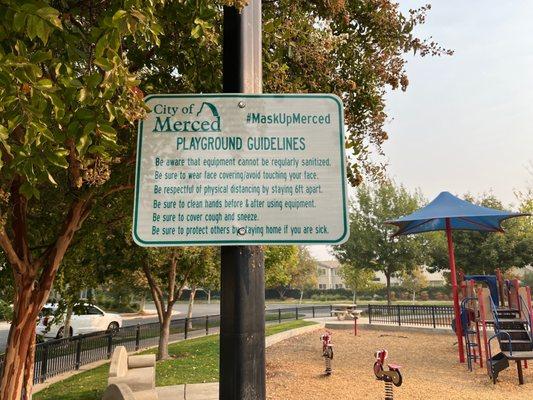 City of
Merced
#MaskUpMerced
PLAYGROUND GUIDELINES
Be aware that equipment cannot be regularly sanitized.
Be sure to wear face covering/avoid touching your face.
Be respectful of physical distancing by staying 6ft apart.
Be sure to clean hands before & after using equipment.
Be sure to cover cough and sneeze.
Be sure to protect others by staying home if you are sick.